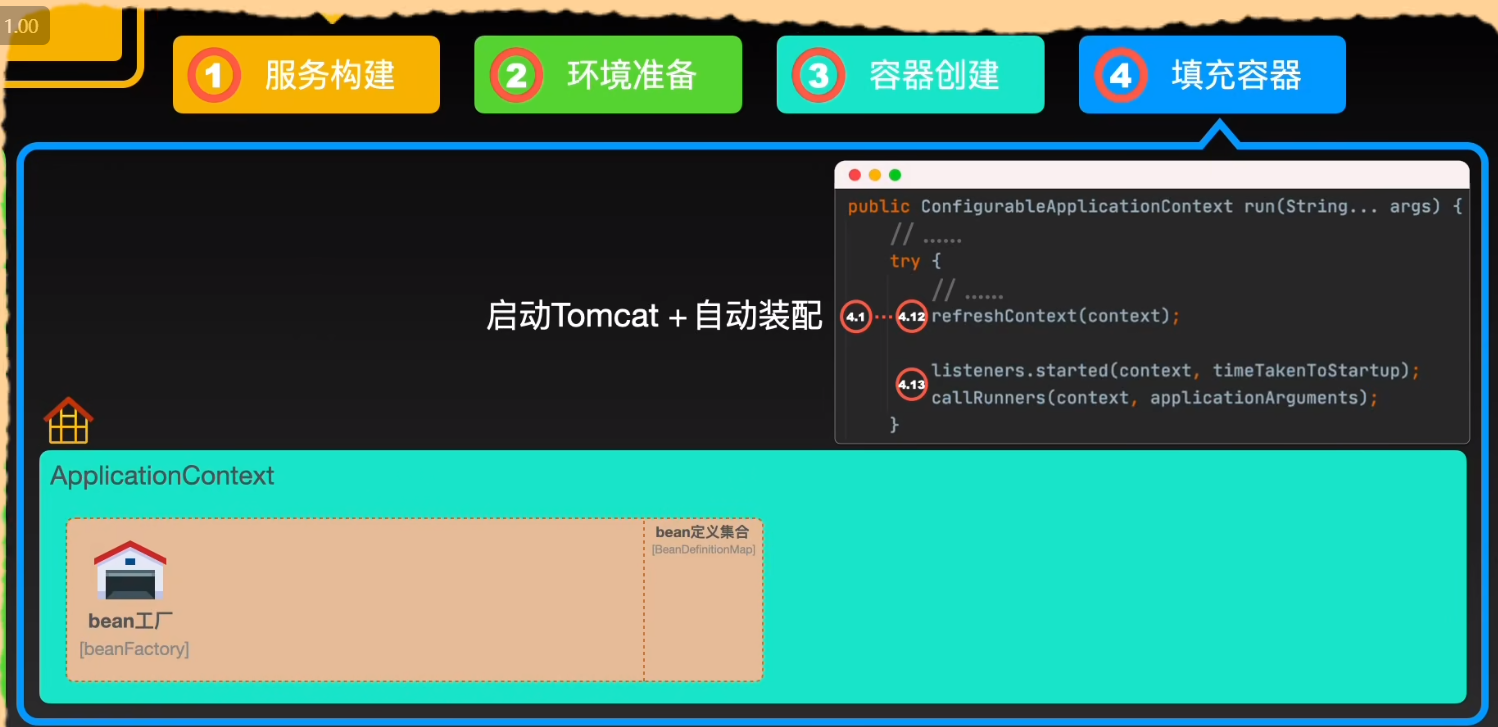 1.00
1 服务构建
2 环境准备
3 容器创建
4 填充容器
public ConfigurableApplicationContext run(String... args) {
// ......
try {
// ......
启动Tomcat + 自动装配
4.1 ... 4.12 refreshContext(context);
listeners.started(context, timeTakenToStartup);
4.13
callRunners(context, applicationArguments);
}
ApplicationContext
bean定义集合
[BeanDefinitionMap]
bean工厂
[beanFactory]